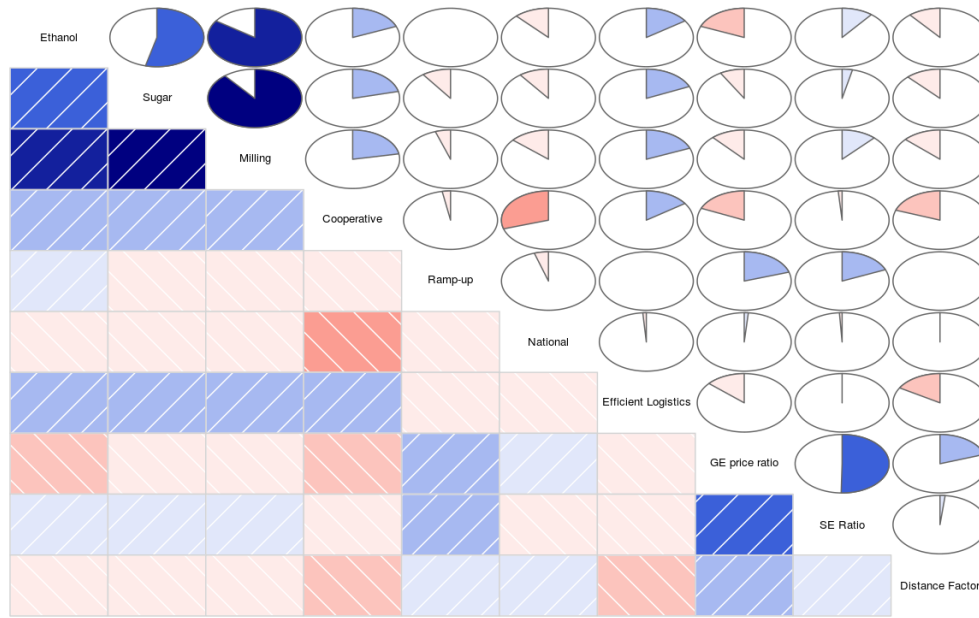 Ethanol
Sugar
Milling
Cooperative
Ramp-up
National
Efficient Logistics
GE price ratio
SE Ratio
Distance Factor